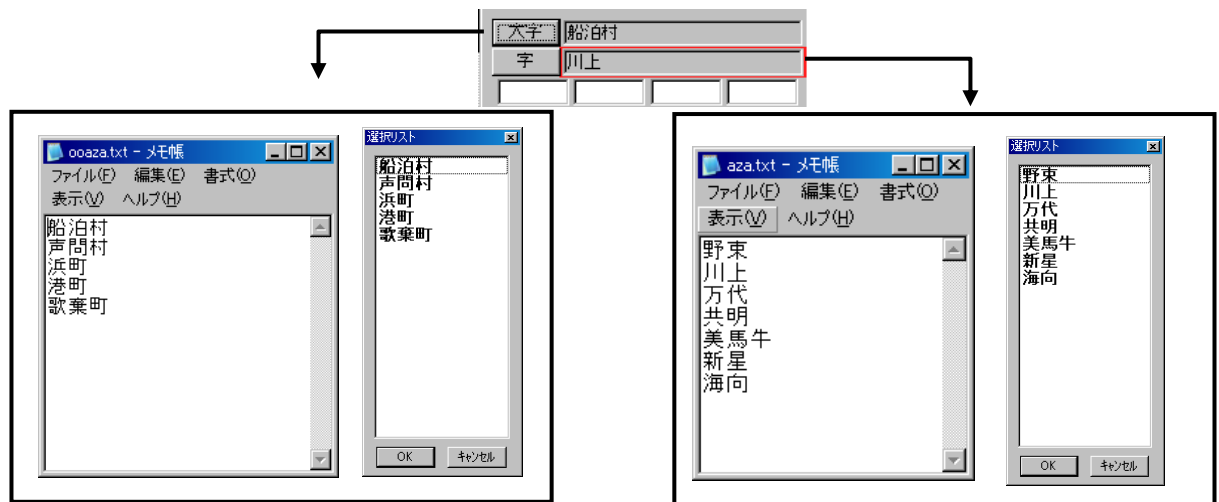 大字 船泊村
字 川上
ooaza.txt - メモ帳
ファイル(F) 編集(E) 書式(O)
表示(V) ヘルプ(H)
船泊村
声問村
浜町
港町
歌棄町
選択リスト
船泊村
声問村
浜町
港町
歌棄町
OK キャンセル
aza.txt - メモ帳
ファイル(F) 編集(E) 書式(O)
表示(V) ヘルプ(H)
野束
川上
万代
共明
美馬牛
新星
海向
選択リスト
野束
川上
万代
共明
美馬牛
新星
海向
OK キャンセル